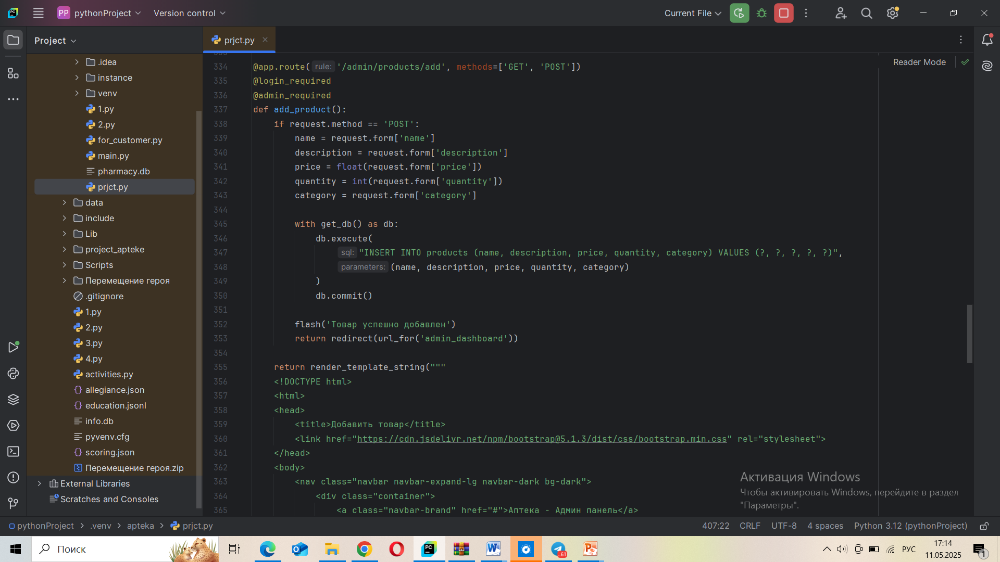 PP pythonProject Version control Current File
Project
prjct.py
.idea
instance
venv
1.py
2.py
for_customer.py
main.py
pharmacy.db
prjct.py
data
include
Lib
project_apteke
Scripts
Перемещение героя
.gitignore
1.py
2.py
3.py
4.py
activities.py
allegiance.json
education.jsonl
info.db
pyvenv.cfg
scoring.json
Перемещение героя.zip
External Libraries
Scratches and Consoles
Reader Mode
334 @app.route( rule: '/admin/products/add', methods=['GET', 'POST'])
335 @login_required
336 @admin_required
337 def add_product():
338 if request.method == 'POST':
339 name = request.form['name']
340 description = request.form['description']
341 price = float(request.form['price'])
342 quantity = int(request.form['quantity'])
343 category = request.form['category']
344
345 with get_db() as db:
346 db.execute(
347 sql: "INSERT INTO products (name, description, price, quantity, category) VALUES (?, ?, ?, ?, ?)",
348 parameters: (name, description, price, quantity, category)
349 )
350 db.commit()
351
352 flash('Товар успешно добавлен')
353 return redirect(url_for('admin_dashboard'))
354
355 return render_template_string("""
356 <!DOCTYPE html>
357 <html>
358 <head>
359 <title>Добавить товар</title>
360 <link href="https://cdn.jsdelivr.net/npm/bootstrap@5.1.3/dist/css/bootstrap.min.css" rel="stylesheet">
361 </head>
362 <body>
363 <nav class="navbar navbar-expand-lg navbar-dark bg-dark">
364 <div class="container">
365 <a class="navbar-brand" href="#">Аптека - Админ панель</a>
Активация Windows
Чтобы активировать Windows, перейдите в раздел
"Параметры".
pythonProject > .venv > apteka > prjct.py
407:22 CRLF UTF-8 4 spaces Python 3.12 (pythonProject)
Поиск
РУС
17:14
11.05.2025
1